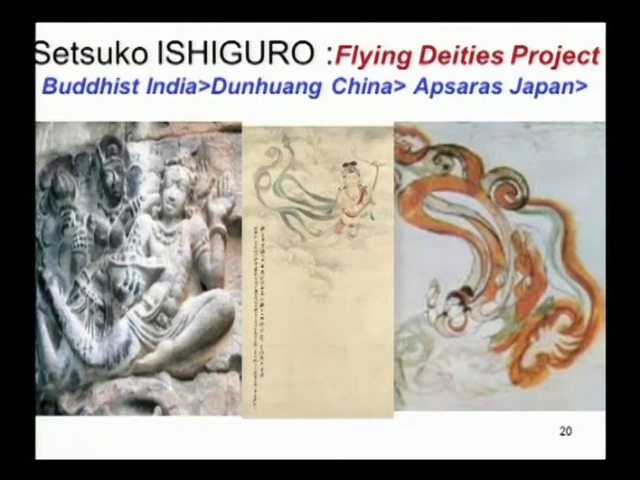 Setsuko ISHIGURO :Flying Deities Project
Buddhist India>Dunhuang China> Apsaras Japan>
20